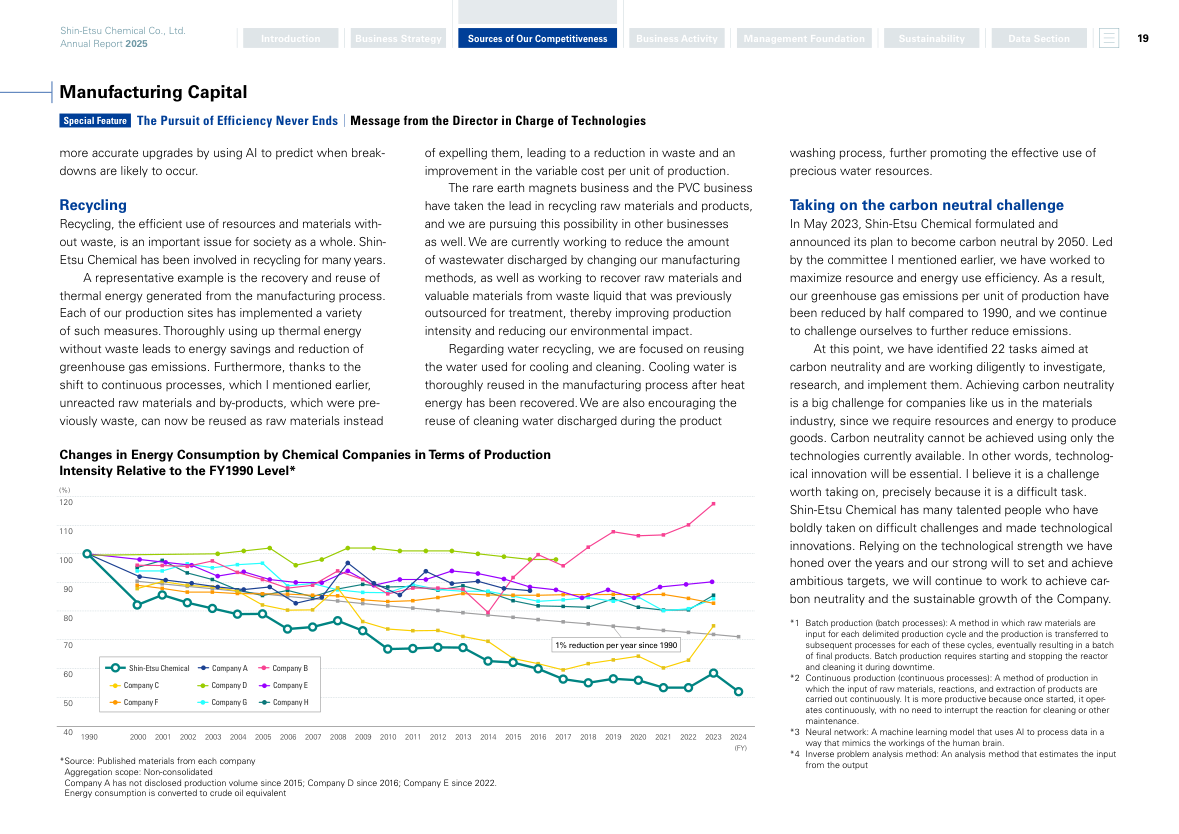 Shin-Etsu Chemical Co., Ltd.
Annual Report 2025
Introduction
Business Strategy
Sources of Our Competitiveness
Business Activity
Management Foundation
Sustainability
Data Section
19
Manufacturing Capital
Special Feature The Pursuit of Efficiency Never Ends Message from the Director in Charge of Technologies
more accurate upgrades by using AI to predict when break-
downs are likely to occur.
Recycling
Recycling, the efficient use of resources and materials with-
out waste, is an important issue for society as a whole. Shin-
Etsu Chemical has been involved in recycling for many years.
A representative example is the recovery and reuse of
thermal energy generated from the manufacturing process.
Each of our production sites has implemented a variety
of such measures. Thoroughly using up thermal energy
without waste leads to energy savings and reduction of
greenhouse gas emissions. Furthermore, thanks to the
shift to continuous processes, which I mentioned earlier,
unreacted raw materials and by-products, which were pre-
viously waste, can now be reused as raw materials instead
of expelling them, leading to a reduction in waste and an
improvement in the variable cost per unit of production.
The rare earth magnets business and the PVC business
have taken the lead in recycling raw materials and products,
and we are pursuing this possibility in other businesses
as well. We are currently working to reduce the amount
of wastewater discharged by changing our manufacturing
methods, as well as working to recover raw materials and
valuable materials from waste liquid that was previously
outsourced for treatment, thereby improving production
intensity and reducing our environmental impact.
Regarding water recycling, we are focused on reusing
the water used for cooling and cleaning. Cooling water is
thoroughly reused in the manufacturing process after heat
energy has been recovered. We are also encouraging the
reuse of cleaning water discharged during the product
washing process, further promoting the effective use of
precious water resources.
Taking on the carbon neutral challenge
In May 2023, Shin-Etsu Chemical formulated and
announced its plan to become carbon neutral by 2050. Led
by the committee I mentioned earlier, we have worked to
maximize resource and energy use efficiency. As a result,
our greenhouse gas emissions per unit of production have
been reduced by half compared to 1990, and we continue
to challenge ourselves to further reduce emissions.
At this point, we have identified 22 tasks aimed at
carbon neutrality and are working diligently to investigate,
research, and implement them. Achieving carbon neutrality
is a big challenge for companies like us in the materials
industry, since we require resources and energy to produce
goods. Carbon neutrality cannot be achieved using only the
technologies currently available. In other words, technolog-
ical innovation will be essential. I believe it is a challenge
worth taking on, precisely because it is a difficult task.
Shin-Etsu Chemical has many talented people who have
boldly taken on difficult challenges and made technological
innovations. Relying on the technological strength we have
honed over the years and our strong will to set and achieve
ambitious targets, we will continue to work to achieve car-
bon neutrality and the sustainable growth of the Company.
*1 Batch production (batch processes): A method in which raw materials are
input for each delimited production cycle and the production is transferred to
subsequent processes for each of these cycles, eventually resulting in a batch
of final products. Batch production requires starting and stopping the reactor
and cleaning it during downtime.
*2 Continuous production (continuous processes): A method of production in
which the input of raw materials, reactions, and extraction of products are
carried out continuously. It is more productive because once started, it oper-
ates continuously, with no need to interrupt the reaction for cleaning or other
maintenance.
*3 Neural network: A machine learning model that uses AI to process data in a
way that mimics the workings of the human brain.
*4 Inverse problem analysis method: An analysis method that estimates the input
from the output
Changes in Energy Consumption by Chemical Companies in Terms of Production
Intensity Relative to the FY1990 Level*
(%)
120
110
100
90
80
70
60
50
40
1% reduction per year since 1990
Shin-Etsu Chemical Company A Company B
Company C Company D Company E
Company F Company G Company H
1990 2000 2001 2002 2003 2004 2005 2006 2007 2008 2009 2010 2011 2012 2013 2014 2015 2016 2017 2018 2019 2020 2021 2022 2023 2024
(FY)
*Source: Published materials from each company
Aggregation scope: Non-consolidated
Company A has not disclosed production volume since 2015; Company D since 2016; Company E since 2022.
Energy consumption is converted to crude oil equivalent